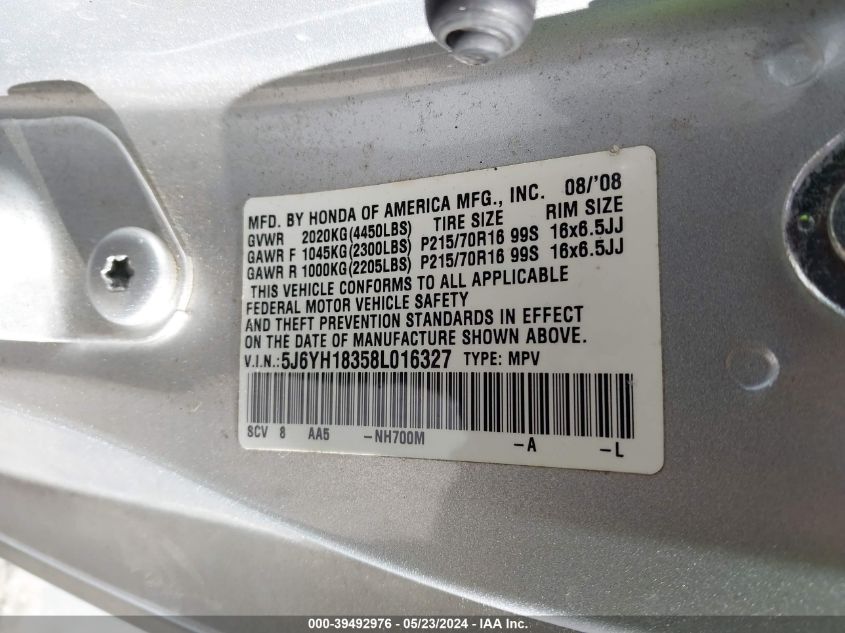 MFD. BY HONDA OF AMERICA MFG., INC. 08/'08
GVWR 2020KG(4450LBS) TIRE SIZE RIM SIZE
GAWR F 1045KG(2300LBS) P215/70R16 99S 16x6.5JJ
GAWR R 1000KG(2205LBS) P215/70R16 99S 16x6.5JJ
THIS VEHICLE CONFORMS TO ALL APPLICABLE
FEDERAL MOTOR VEHICLE SAFETY
AND THEFT PREVENTION STANDARDS IN EFFECT
ON THE DATE OF MANUFACTURE SHOWN ABOVE.
V.I.N.: 5J6YH18358L016327 TYPE: MPV
SCV 8 AA5 -NH700M -A -L
000-39492976 - 05/23/2024 - IAA Inc.